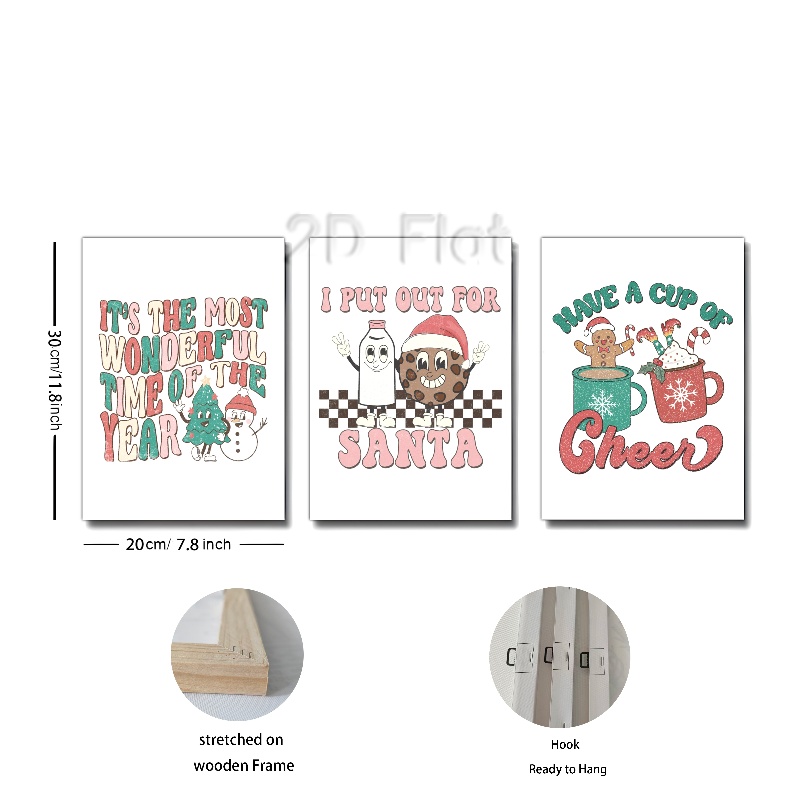 2D Flat
IT'S THE MOST
WONDERFUL
TIME OF THE
YEAR
I PUT OUT FOR
SANTA
HAVE A CUP OF
Cheer
30cm/11.8inch
20cm/ 7.8 inch
stretched on
wooden Frame
Hook
Ready to Hang